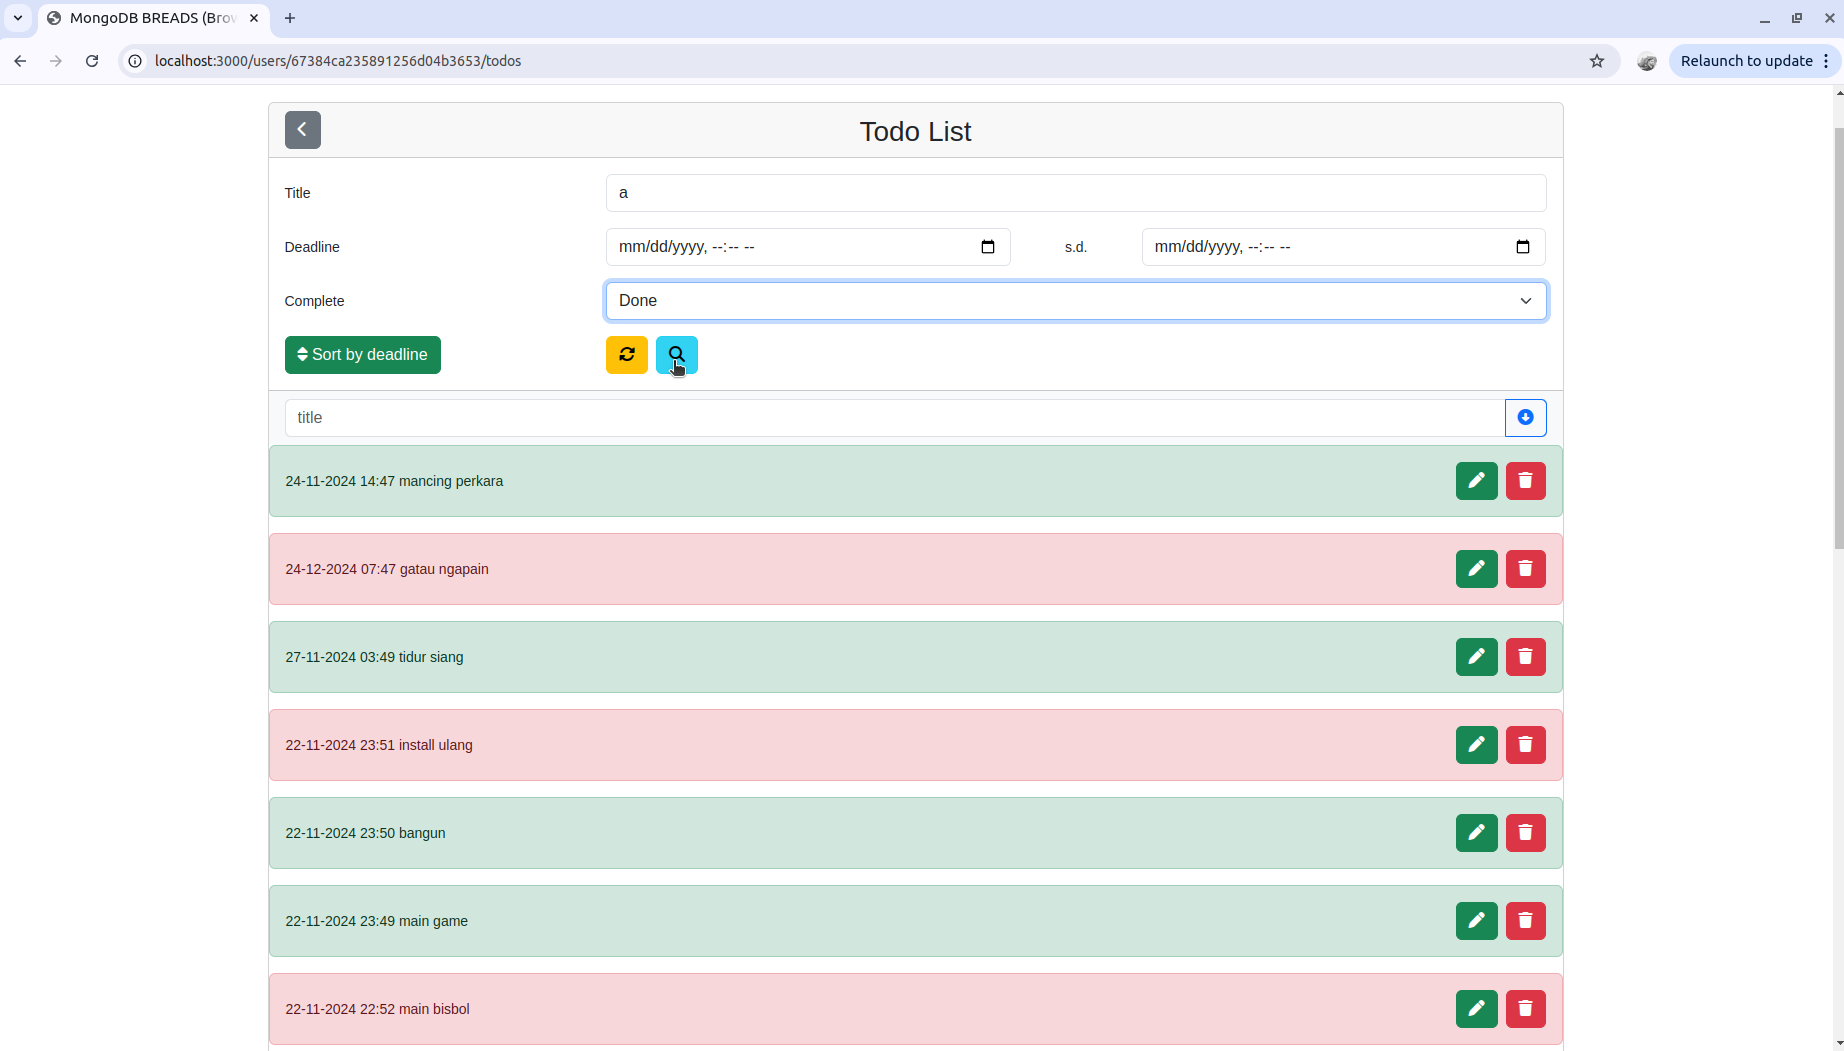 MongoDB BREADS (Brov
localhost:3000/users/67384ca235891256d04b3653/todos
Relaunch to update
Todo List
Title a
Deadline mm/dd/yyyy, --:-- -- s.d. mm/dd/yyyy, --:-- --
Complete Done
Sort by deadline
title
24-11-2024 14:47 mancing perkara
24-12-2024 07:47 gatau ngapain
27-11-2024 03:49 tidur siang
22-11-2024 23:51 install ulang
22-11-2024 23:50 bangun
22-11-2024 23:49 main game
22-11-2024 22:52 main bisbol